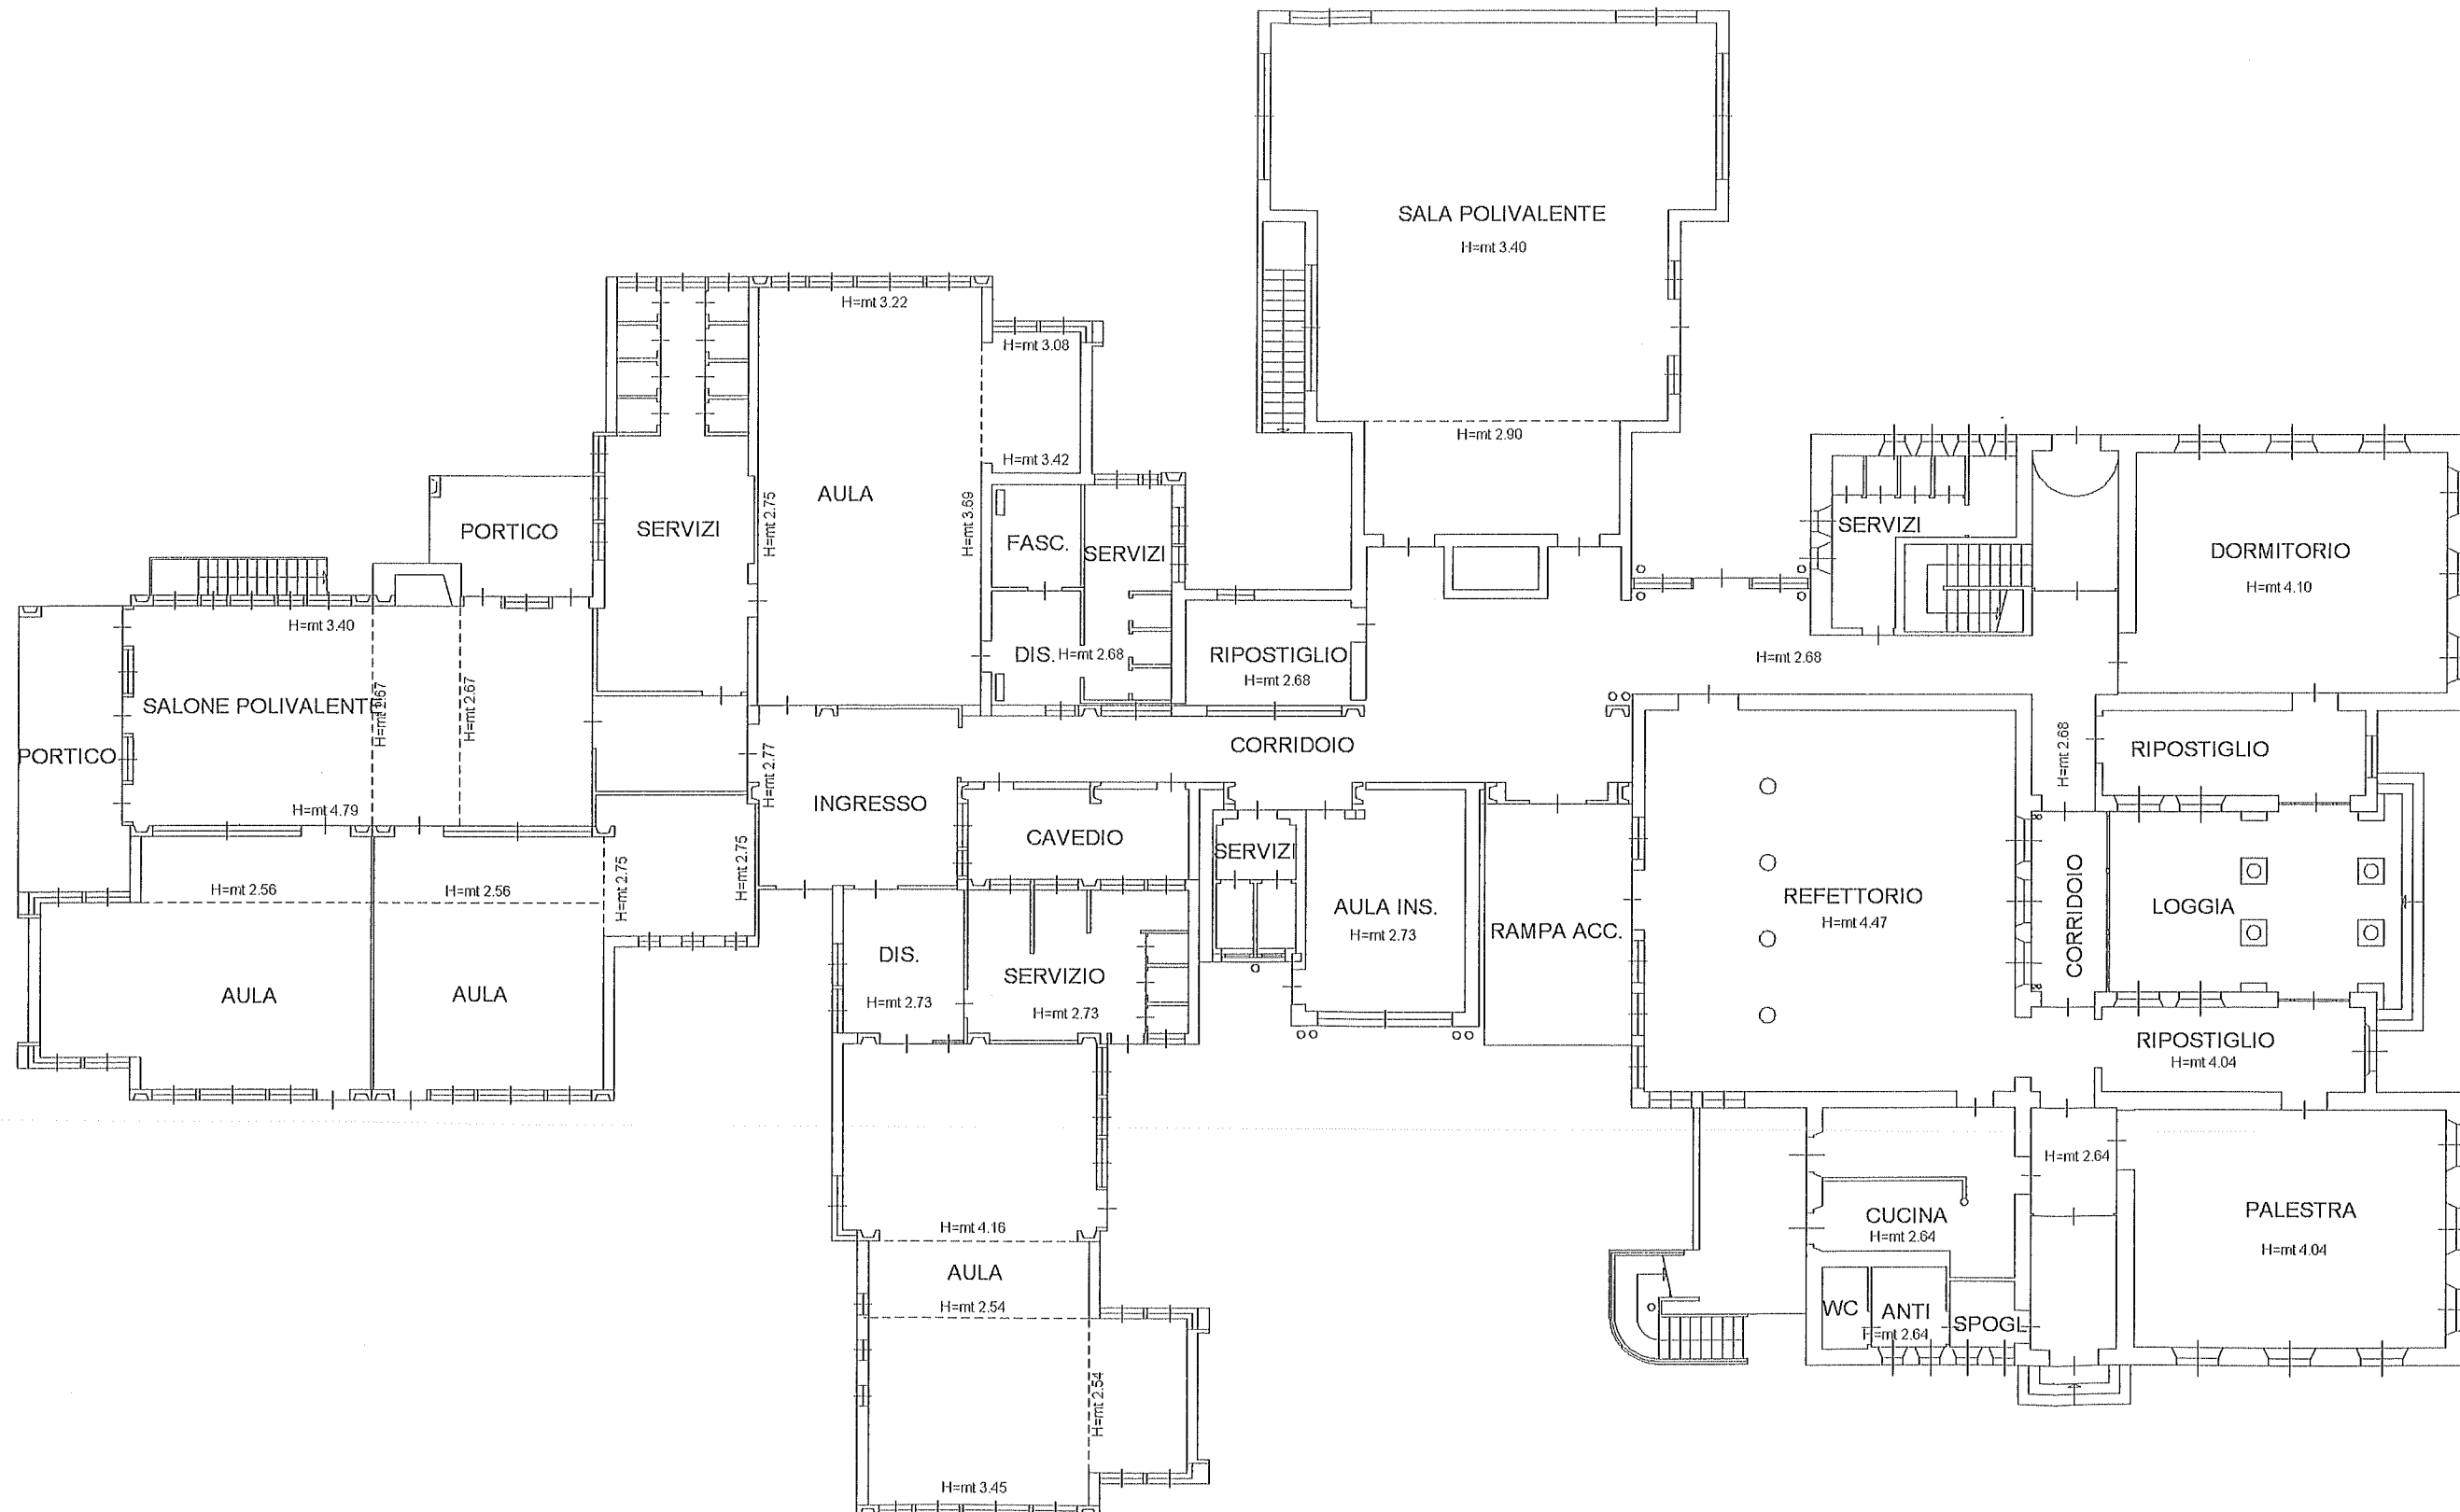 SALA POLIVALENTE
H=mt 3.40
H=mt 2.90
H=mt 3.22
H=mt 3.08
H=mt 3.42
AULA
H=mt 2.75
H=mt 3.69
PORTICO
SERVIZI
FASC.
SERVIZI
DIS.
H=mt 2.68
RIPOSTIGLIO
H=mt 2.68
SERVIZI
DORMITORIO
H=mt 4.10
H=mt 2.68
H=mt 3.40
SALONE POLIVALENTE
H=mt 2.67
H=mt 2.67
PORTICO
H=mt 4.79
H=mt 2.77
INGRESSO
CORRIDOIO
H=mt 2.68
RIPOSTIGLIO
CAVEDIO
SERVIZI
H=mt 2.56
H=mt 2.56
H=mt 2.75
H=mt 2.75
AULA
AULA
DIS.
H=mt 2.73
SERVIZIO
H=mt 2.73
AULA INS.
H=mt 2.73
RAMPA ACC.
REFETTORIO
H=mt 4.47
CORRIDOIO
LOGGIA
RIPOSTIGLIO
H=mt 4.04
H=mt 2.64
CUCINA
H=mt 2.64
PALESTRA
H=mt 4.04
WC
ANTI
H=mt 2.64
SPOGL
H=mt 4.16
AULA
H=mt 2.54
H=mt 2.54
H=mt 3.45